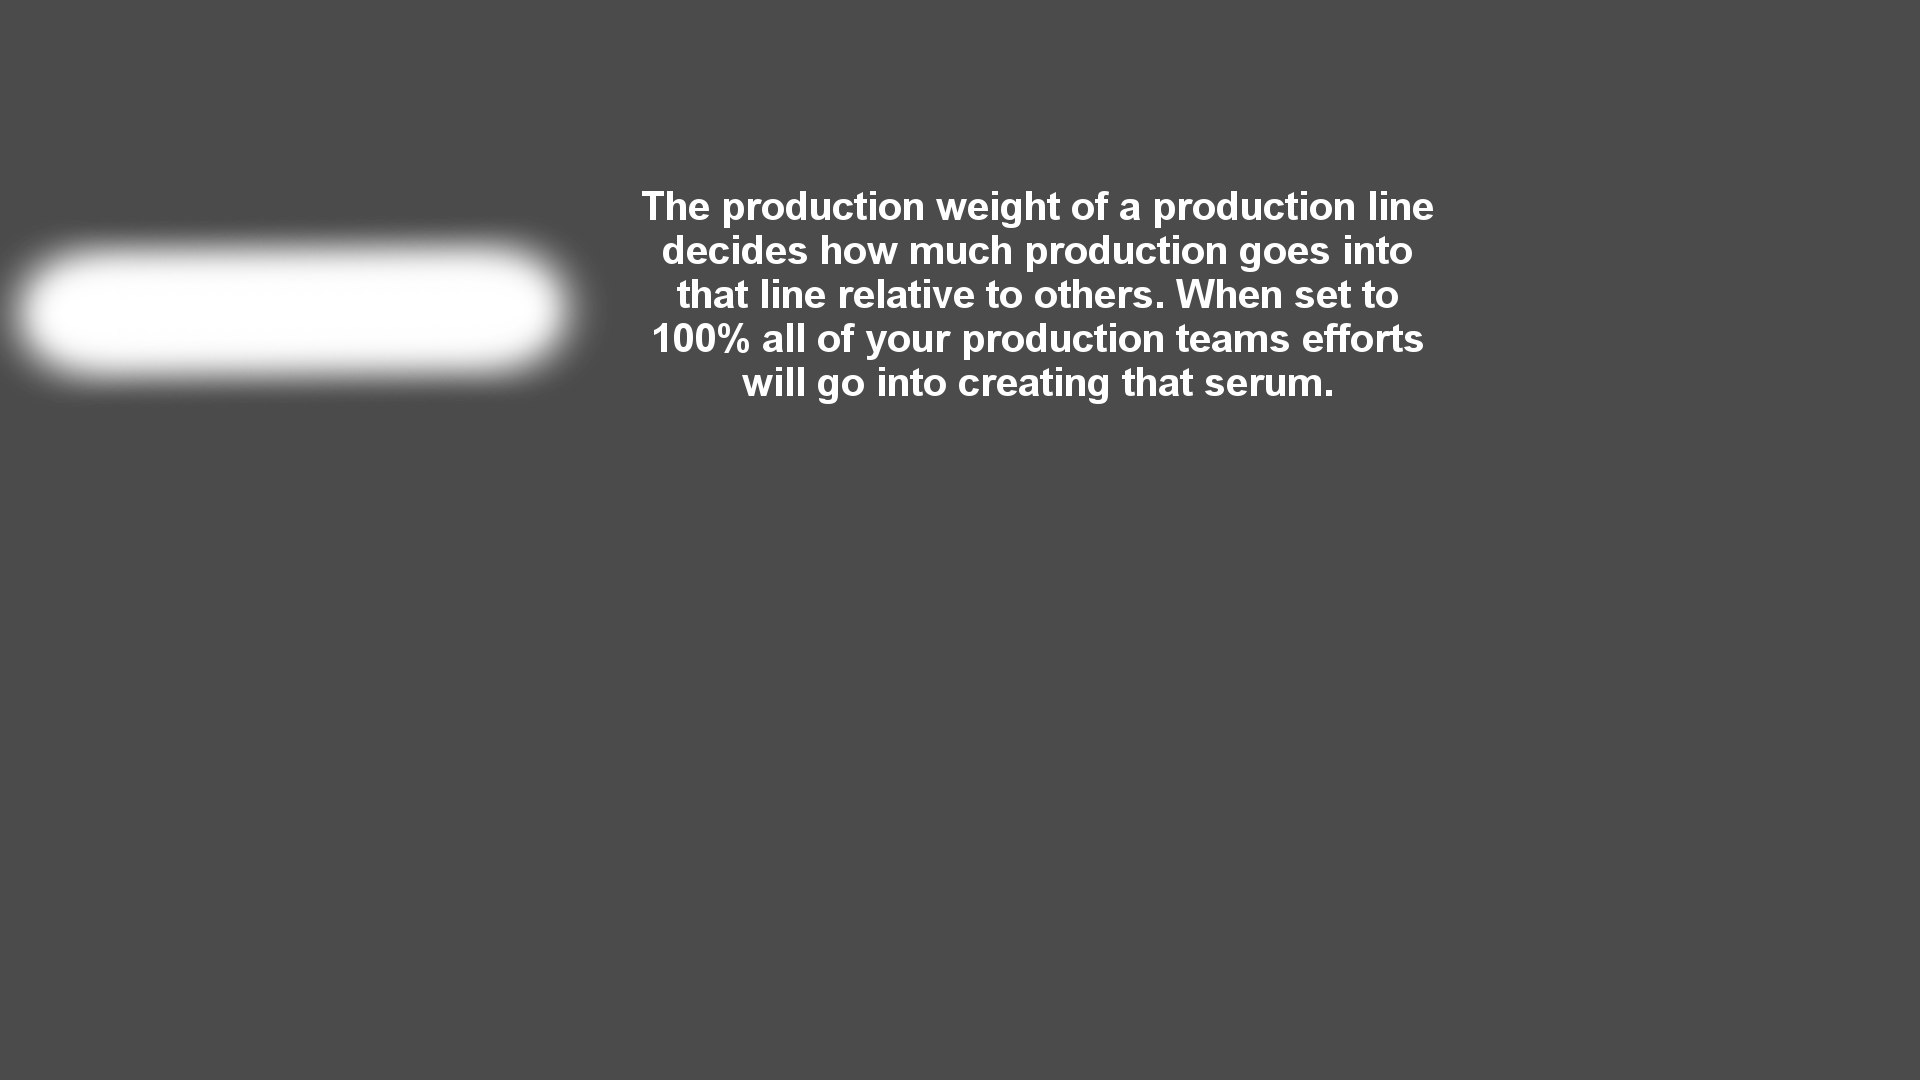 The production weight of a production line
decides how much production goes into
that line relative to others. When set to
100% all of your production teams efforts
will go into creating that serum.